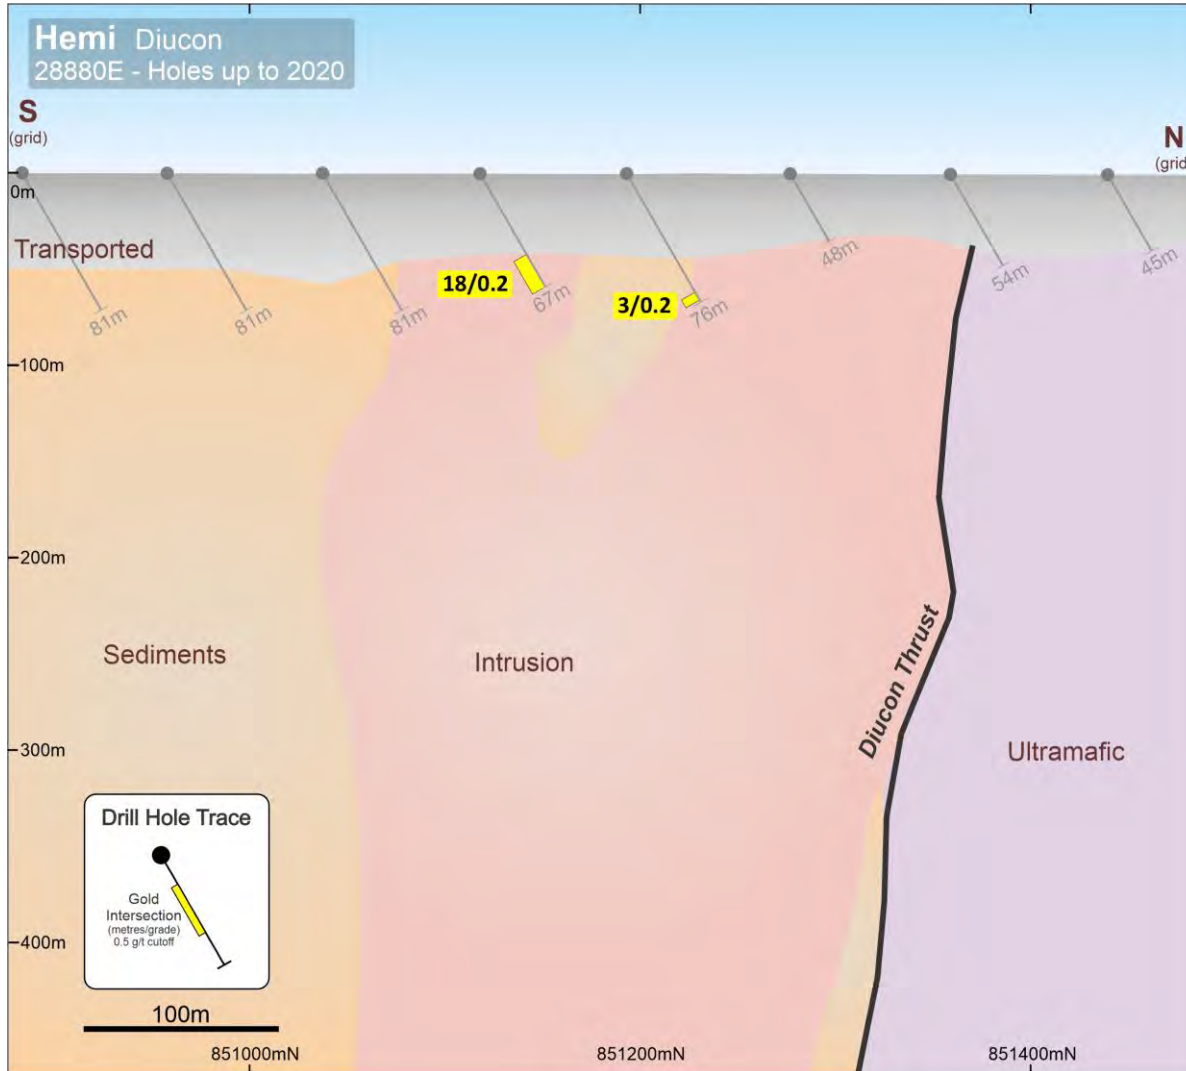 Hemi Diucon
28880E - Holes up to 2020
S
(grid)
N
(grid
0m
Transported
81m
81m
81m
18/0.2
67m
3/0.2
76m
48m
54m
45m
100m
200m
Sediments
Intrusion
Diucon Thrust
300m
Ultramafic
Drill Hole Trace
Gold
Intersection
(metres/grade)
0.5 g/t cutoff
400m
100m
851000mN
851200mN
851400mN